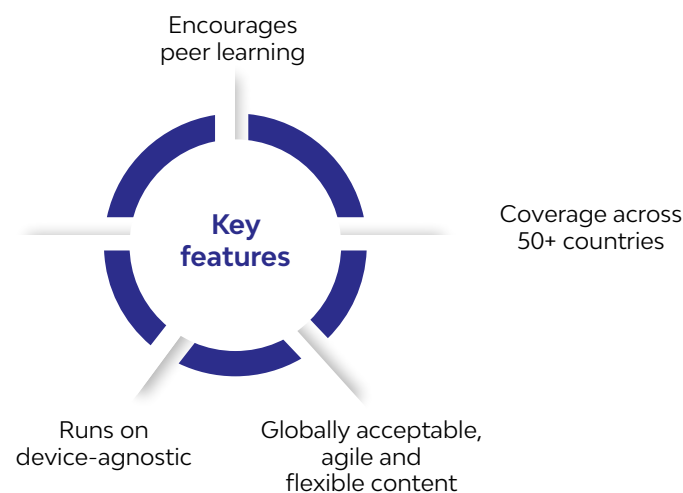 Encourages
peer learning
Key
features
Coverage across
50+ countries
Runs on
device-agnostic
Globally acceptable,
agile and
flexible content